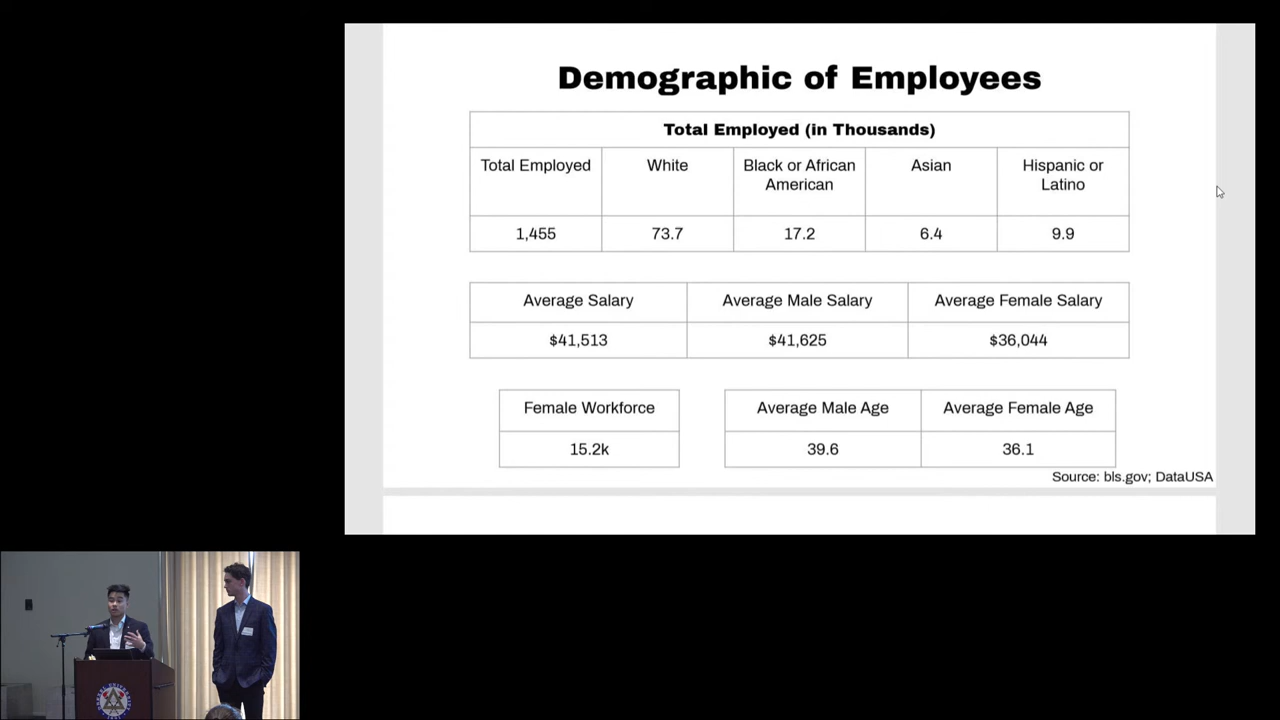 Demographic of Employees
Total Employed (in Thousands)
Total Employed
White
Black or African
American
Asian
Hispanic or
Latino
1,455
73.7
17.2
6.4
9.9
Average Salary
Average Male Salary
Average Female Salary
$41,513
$41,625
$36,044
Female Workforce
Average Male Age
Average Female Age
15.2k
39.6
36.1
Source: bls.gov; DataUSA